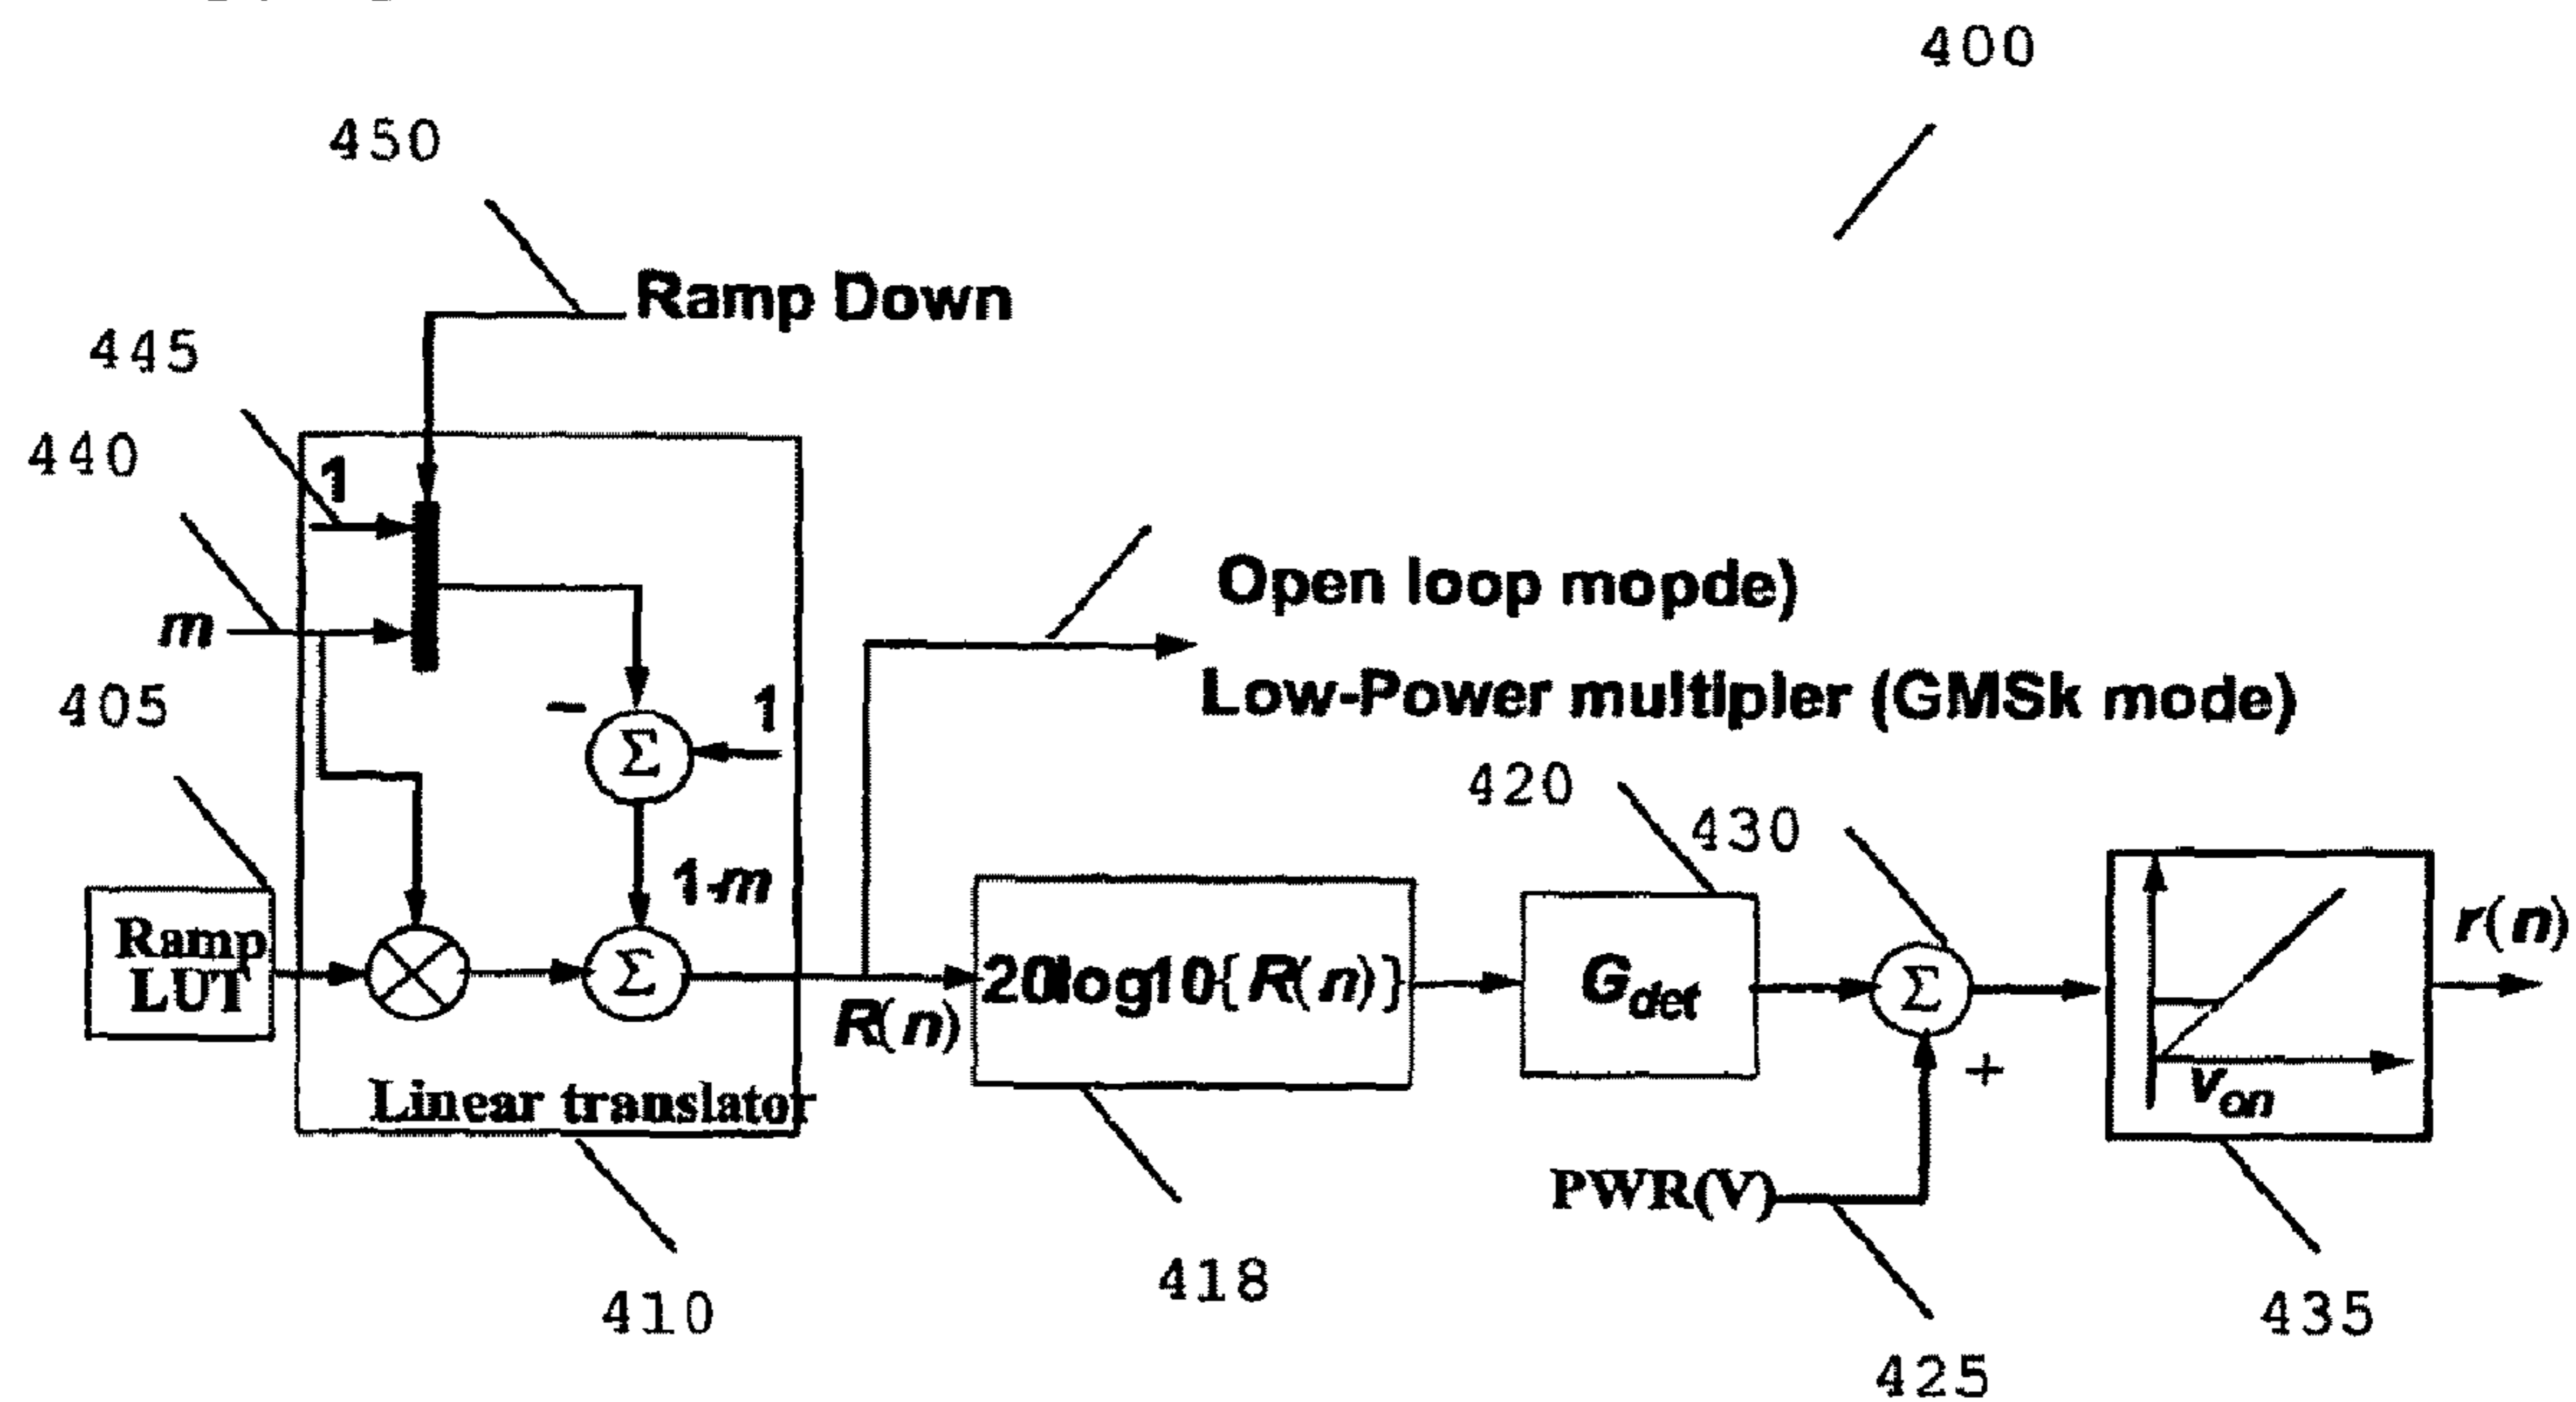 400
450
Ramp Down
445
440
1
m
Open loop mopde)
Low-Power multipler (GMSk mode)
405
–
Σ
1
420
430
1-m
Ramp
LUT
Σ
R(n)
20log10{R(n)}
Gdet
Σ
+
von
r(n)
Linear translator
PWR(V)
410
418
425
435